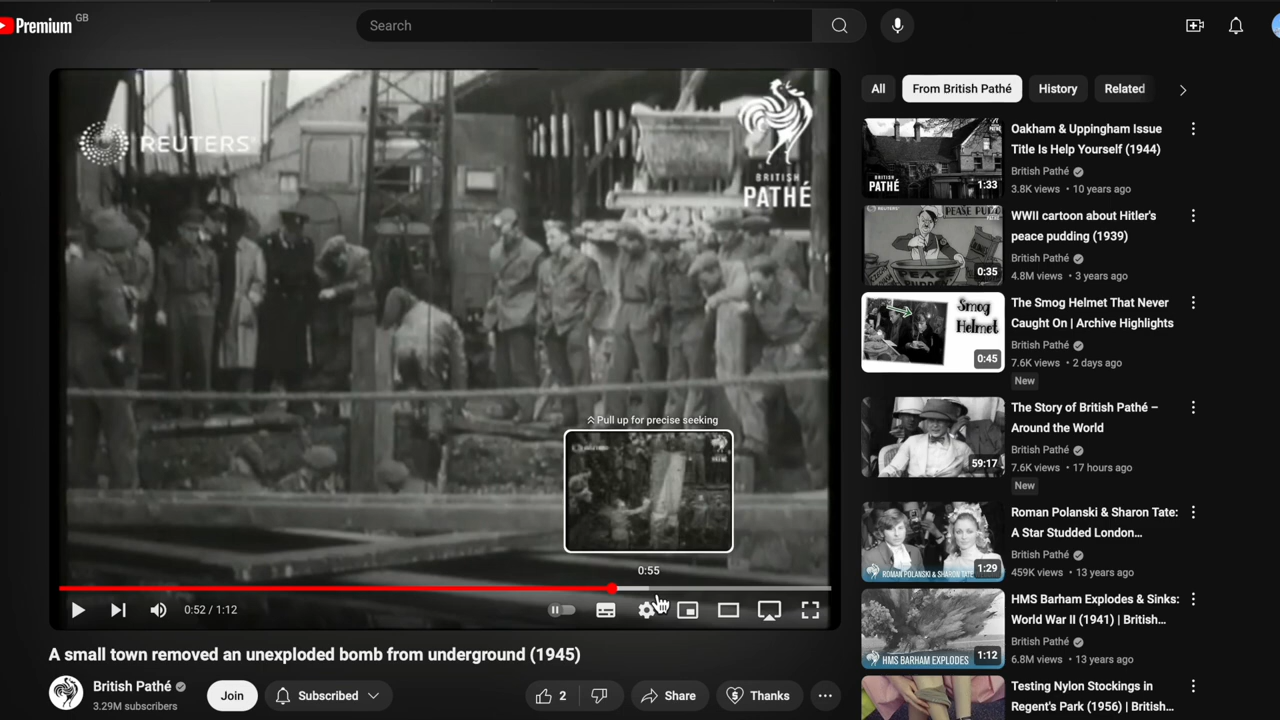 Premium
GB
Search
REUTERS
BRITISH
PATHÉ
Pull up for precise seeking
0:55
0:52 / 1:12
A small town removed an unexploded bomb from underground (1945)
British Pathé
3.29M subscribers
Join
Subscribed
2
Share
Thanks
All
From British Pathé
History
Related
BRITISH
PATHÉ
1:33
Oakham & Uppingham Issue
Title Is Help Yourself (1944)
British Pathé
3.8K views • 10 years ago
0:35
WWII cartoon about Hitler's
peace pudding (1939)
British Pathé
4.8M views • 3 years ago
Smog
Helmet
0:45
The Smog Helmet That Never
Caught On | Archive Highlights
British Pathé
7.6K views • 2 days ago
New
59:17
The Story of British Pathé –
Around the World
British Pathé
7.6K views • 17 hours ago
New
ROMAN POLANSKI & SHARON TATE
1:29
Roman Polanski & Sharon Tate:
A Star Studded London...
British Pathé
459K views • 13 years ago
HMS BARHAM EXPLODES
1:12
HMS Barham Explodes & Sinks:
World War II (1941) | British...
British Pathé
6.8M views • 13 years ago
Testing Nylon Stockings in
Regent's Park (1956) | British...